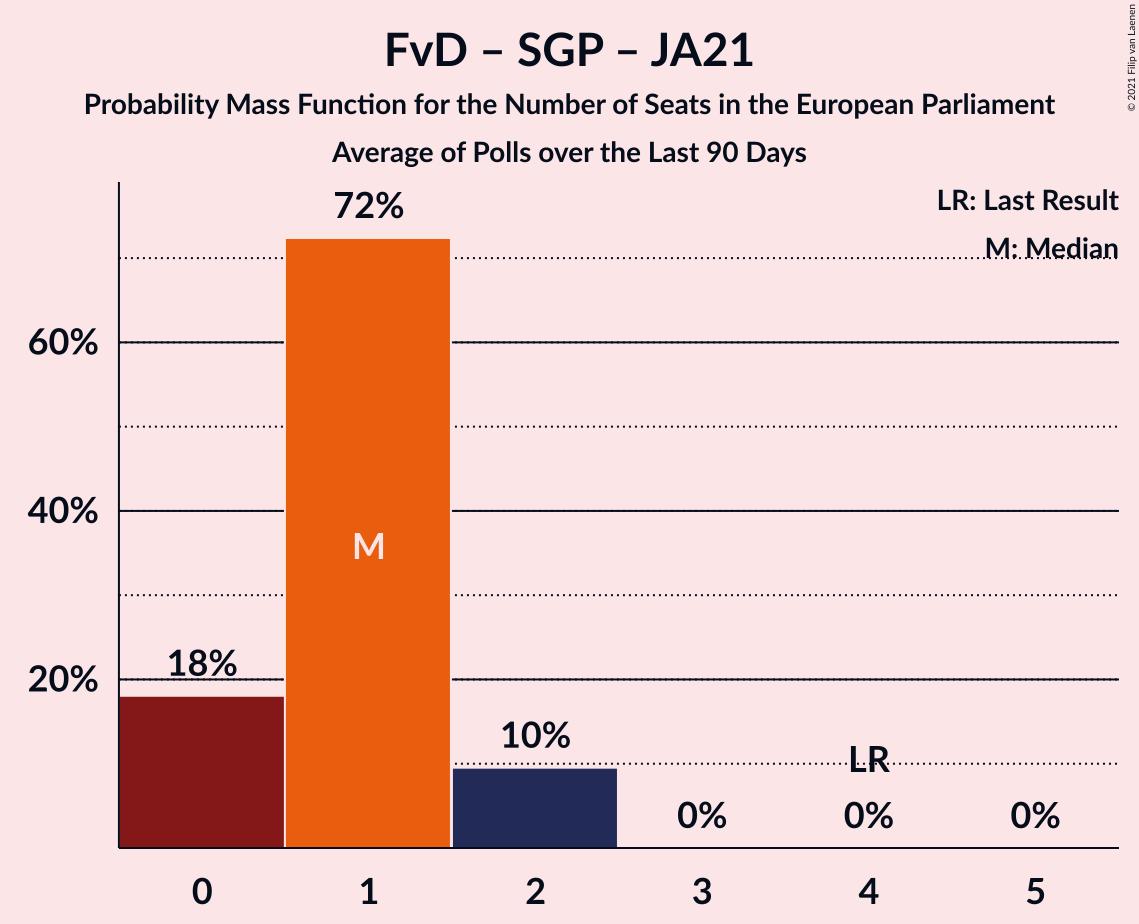 FvD – SGP – JA21
Probability Mass Function for the Number of Seats in the European Parliament
Average of Polls over the Last 90 Days
© 2021 Filip van Laenen
LR: Last Result
M: Median
72%
60%
40%
M
18%
20%
10%
LR
0%
0%
0%
0
1
2
3
4
5